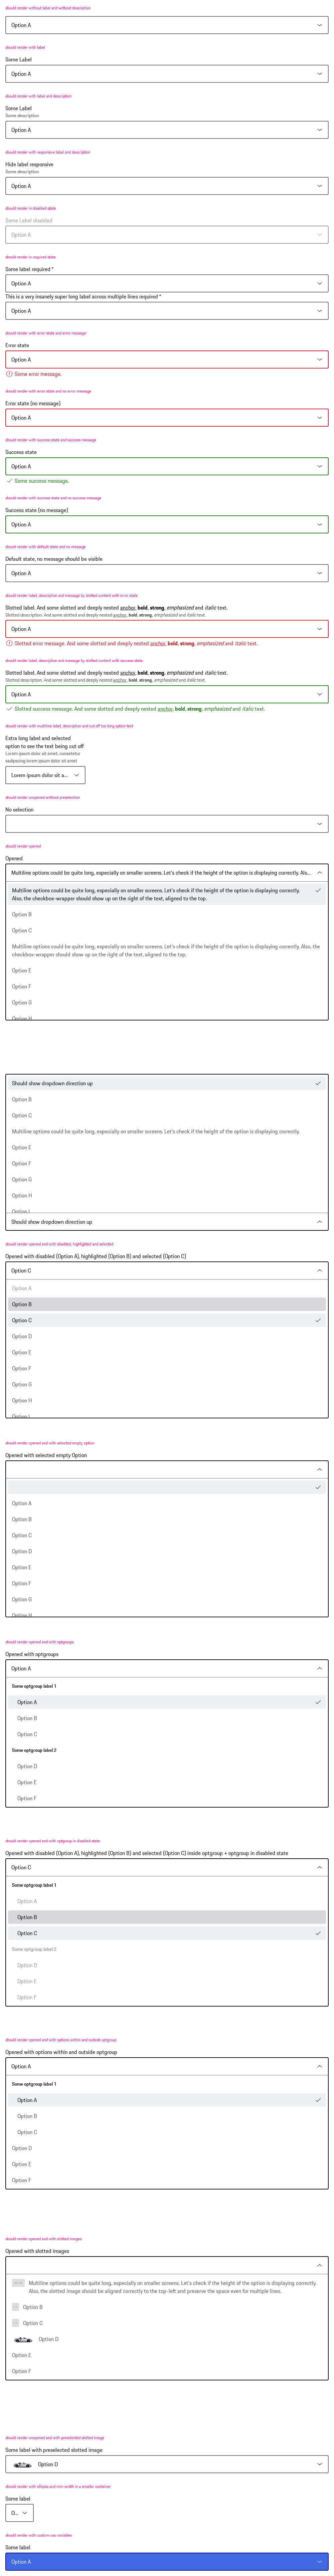 should render without label and without description
Option A
should render with label
Some Label
Option A
should render with label and description
Some Label
Some description
Option A
should render with responsive label and description
Hide label responsive
Some description
Option A
should render in disabled state
Some Label disabled
Option A
should render in required state
Some label required *
Option A
This is a very insanely super long label across multiple lines required *
Option A
should render with error state and error message
Error state
Option A
Some error message.
should render with error state and no error message
Error state (no message)
Option A
should render with success state and success message
Success state
Option A
Some success message.
should render with success state and no success message
Success state (no message)
Option A
should render with default state and no message
Default state, no message should be visible
Option A
should render label, description and message by slotted content with error state
Slotted label. And some slotted and deeply nested anchor, bold, strong, emphasized and italic text.
Slotted description. And some slotted and deeply nested anchor, bold, strong, emphasized and italic text.
Option A
Slotted error message. And some slotted and deeply nested anchor, bold, strong, emphasized and italic text.
should render label, description and message by slotted content with success state
Slotted label. And some slotted and deeply nested anchor, bold, strong, emphasized and italic text.
Slotted description. And some slotted and deeply nested anchor, bold, strong, emphasized and italic text.
Option A
Slotted success message. And some slotted and deeply nested anchor, bold, strong, emphasized and italic text.
should render with multiline label, description and cut off too long option text
Extra long label and selected
option to see the text being cut off
Lorem ipsum dolor sit amet, consetetur
sadipscing lorem ipsum dolor sit amet
Lorem ipsum dolor sit a...
should render unopened without preselection
No selection
should render opened
Opened
Multiline options could be quite long, especially on smaller screens. Let's check if the height of the option is displaying correctly. Als...
Multiline options could be quite long, especially on smaller screens. Let's check if the height of the option is displaying correctly.
Also, the checkbox-wrapper should show up on the right of the text, aligned to the top.
Option B
Option C
Multiline options could be quite long, especially on smaller screens. Let's check if the height of the option is displaying correctly. Also, the
checkbox-wrapper should show up on the right of the text, aligned to the top.
Option E
Option F
Option G
Option H
Should show dropdown direction up
Option B
Option C
Multiline options could be quite long, especially on smaller screens. Let's check if the height of the option is displaying correctly.
Option E
Option F
Option G
Option H
Option I
Should show dropdown direction up
should render opened and with disabled, highlighted and selected
Opened with disabled (Option A), highlighted (Option B) and selected (Option C)
Option C
Option A
Option B
Option C
Option D
Option E
Option F
Option G
Option H
Option I
should render opened and with selected empty option
Opened with selected empty Option
Option A
Option B
Option C
Option D
Option E
Option F
Option G
Option H
should render opened and with optgroups
Opened with optgroups
Option A
Some optgroup label 1
Option A
Option B
Option C
Some optgroup label 2
Option D
Option E
Option F
should render opened and with optgroup in disabled state
Opened with disabled (Option A), highlighted (Option B) and selected (Option C) inside optgroup + optgroup in disabled state
Option C
Some optgroup label 1
Option A
Option B
Option C
Some optgroup label 2
Option D
Option E
Option F
should render opened and with options within and outside optgroup
Opened with options within and outside optgroup
Option A
Some optgroup label 1
Option A
Option B
Option C
Option D
Option E
Option F
should render opened and with slotted images
Opened with slotted images
Multiline options could be quite long, especially on smaller screens. Let's check if the height of the option is displaying correctly.
Also, the slotted image should be aligned correctly to the top-left and preserve the space even for multiple lines.
Option B
Option C
Option D
Option E
Option F
should render unopened and with preselected slotted image
Some label with preselected slotted image
Option D
should render with ellipsis and min-width in a smaller container
Some label
O...
should render with custom css variables
Some label
Option A